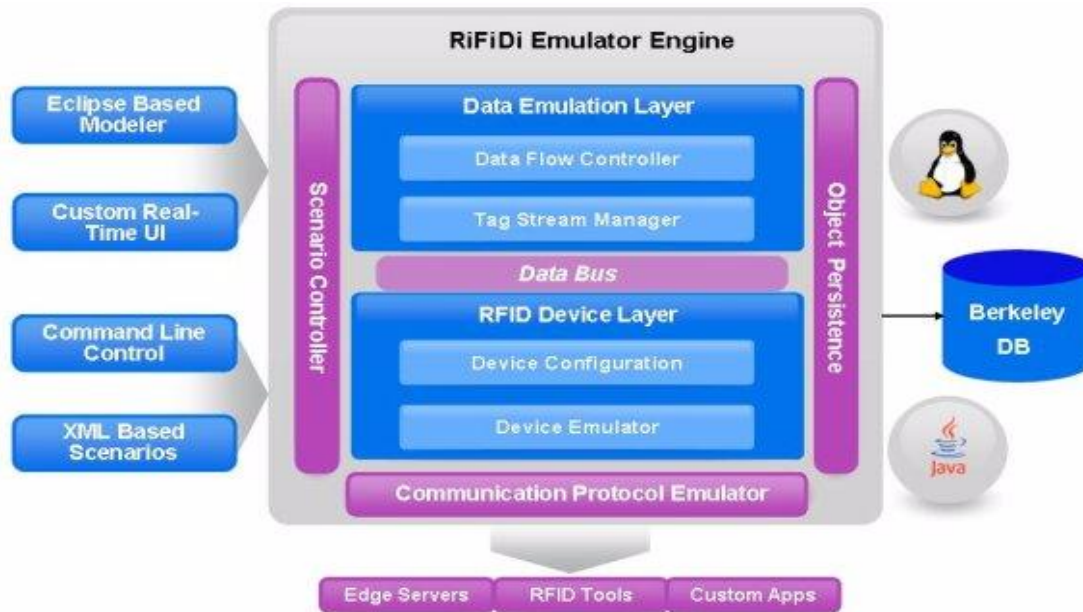 RiFiDi Emulator Engine
Eclipse Based
Modeler
Custom Real-
Time UI
Command Line
Control
XML Based
Scenarios
Scenario Controller
Data Emulation Layer
Data Flow Controller
Tag Stream Manager
Data Bus
RFID Device Layer
Device Configuration
Device Emulator
Object Persistence
Communication Protocol Emulator
Berkeley
DB
Java
Edge Servers
RFID Tools
Custom Apps